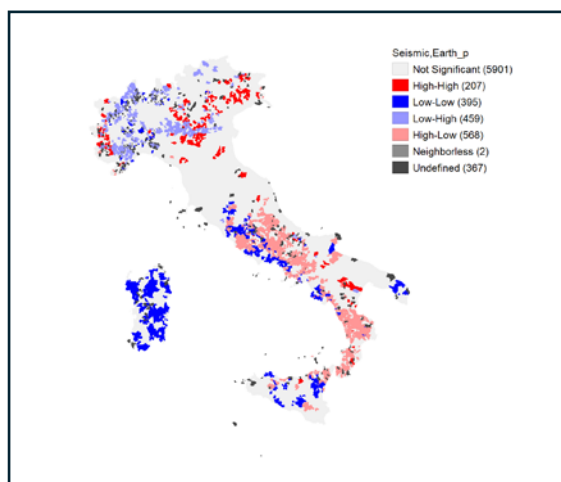 Seismic,Earth_p
Not Significant (5901)
High-High (207)
Low-Low (395)
Low-High (459)
High-Low (568)
Neighborless (2)
Undefined (367)